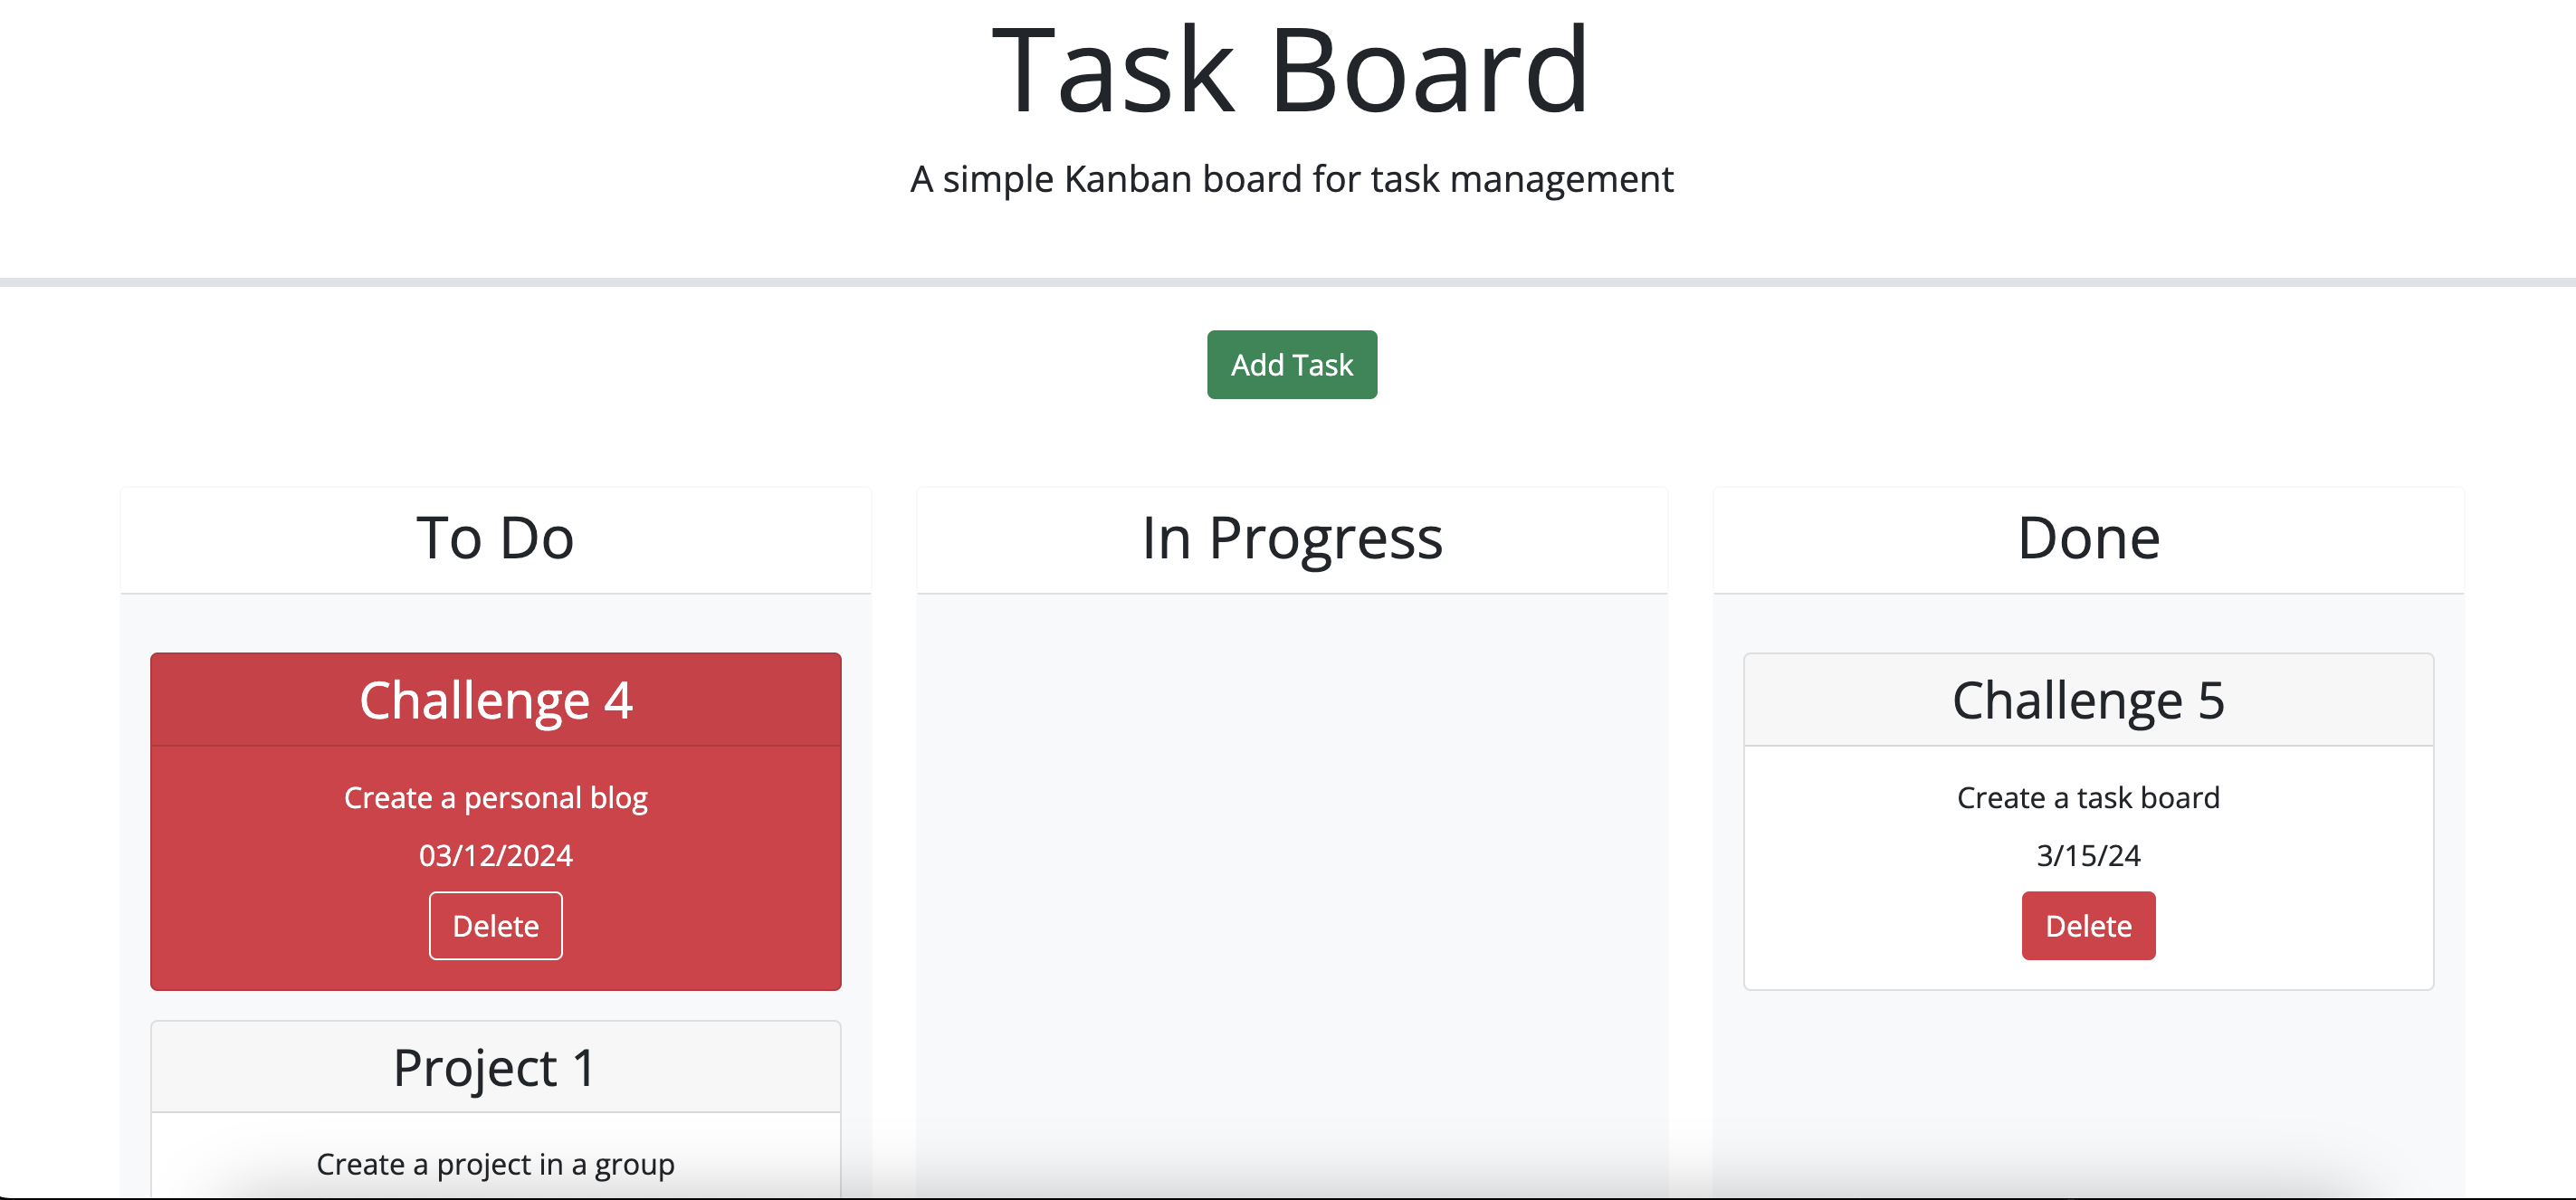 Task Board
A simple Kanban board for task management
Add Task
To Do
Challenge 4
Create a personal blog
03/12/2024
Delete
Project 1
Create a project in a group
In Progress
Done
Challenge 5
Create a task board
3/15/24
Delete